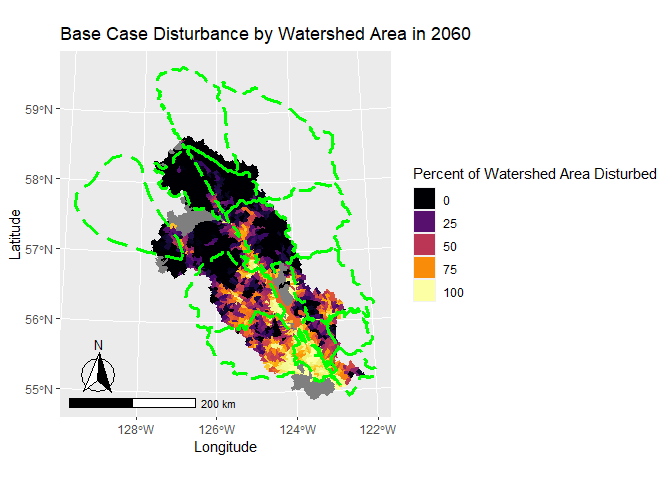 Base Case Disturbance by Watershed Area in 2060
59°N
58°N
57°N
56°N
55°N
Latitude
N
200 km
128°W
126°W
124°W
122°W
Longitude
Percent of Watershed Area Disturbed
0
25
50
75
100